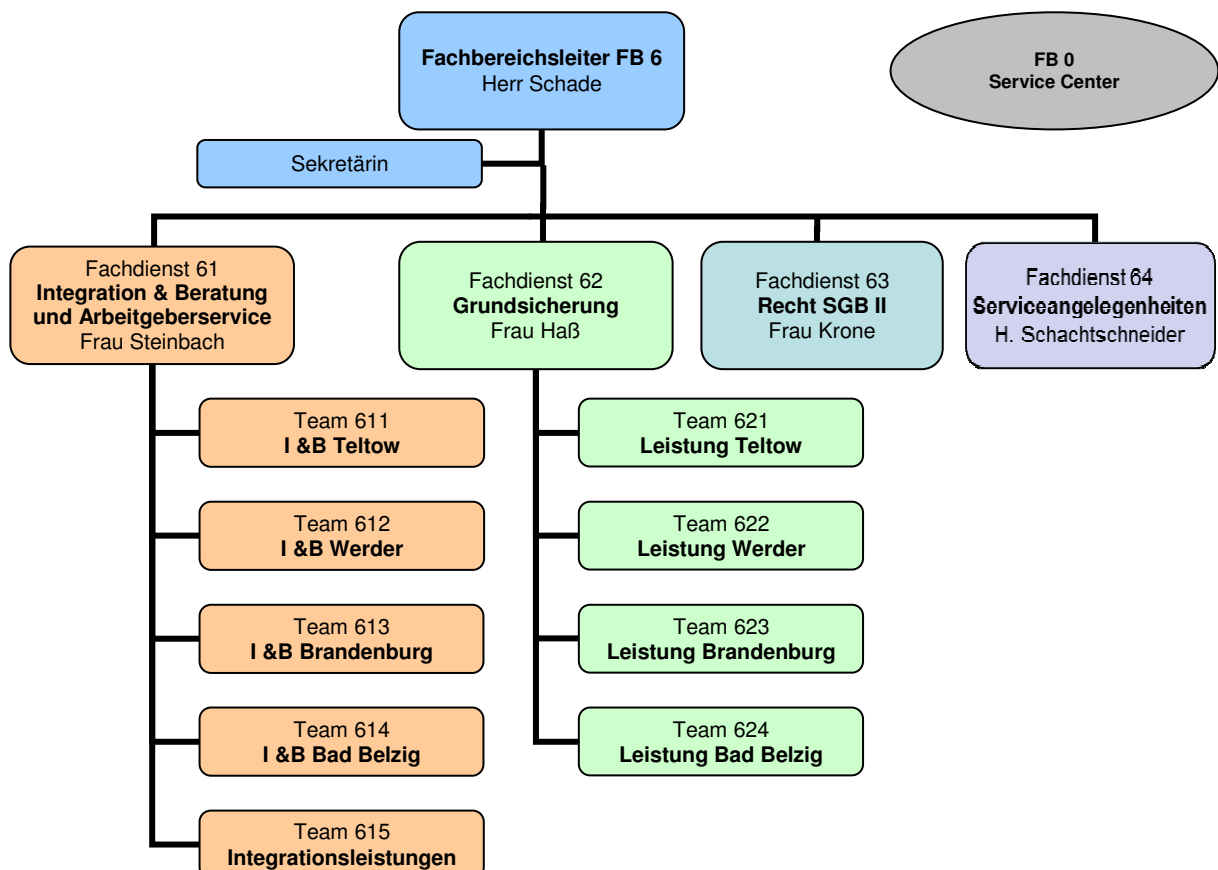 Fachbereichsleiter FB 6
Herr Schade
FB 0
Service Center
Sekretärin
Fachdienst 61
Integration & Beratung
und Arbeitgeberservice
Frau Steinbach
Fachdienst 62
Grundsicherung
Frau Haß
Fachdienst 63
Recht SGB II
Frau Krone
Fachdienst 64
Serviceangelegenheiten
H. Schachtschneider
Team 611
I &B Teltow
Team 612
I &B Werder
Team 613
I &B Brandenburg
Team 614
I &B Bad Belzig
Team 615
Integrationsleistungen
Team 621
Leistung Teltow
Team 622
Leistung Werder
Team 623
Leistung Brandenburg
Team 624
Leistung Bad Belzig